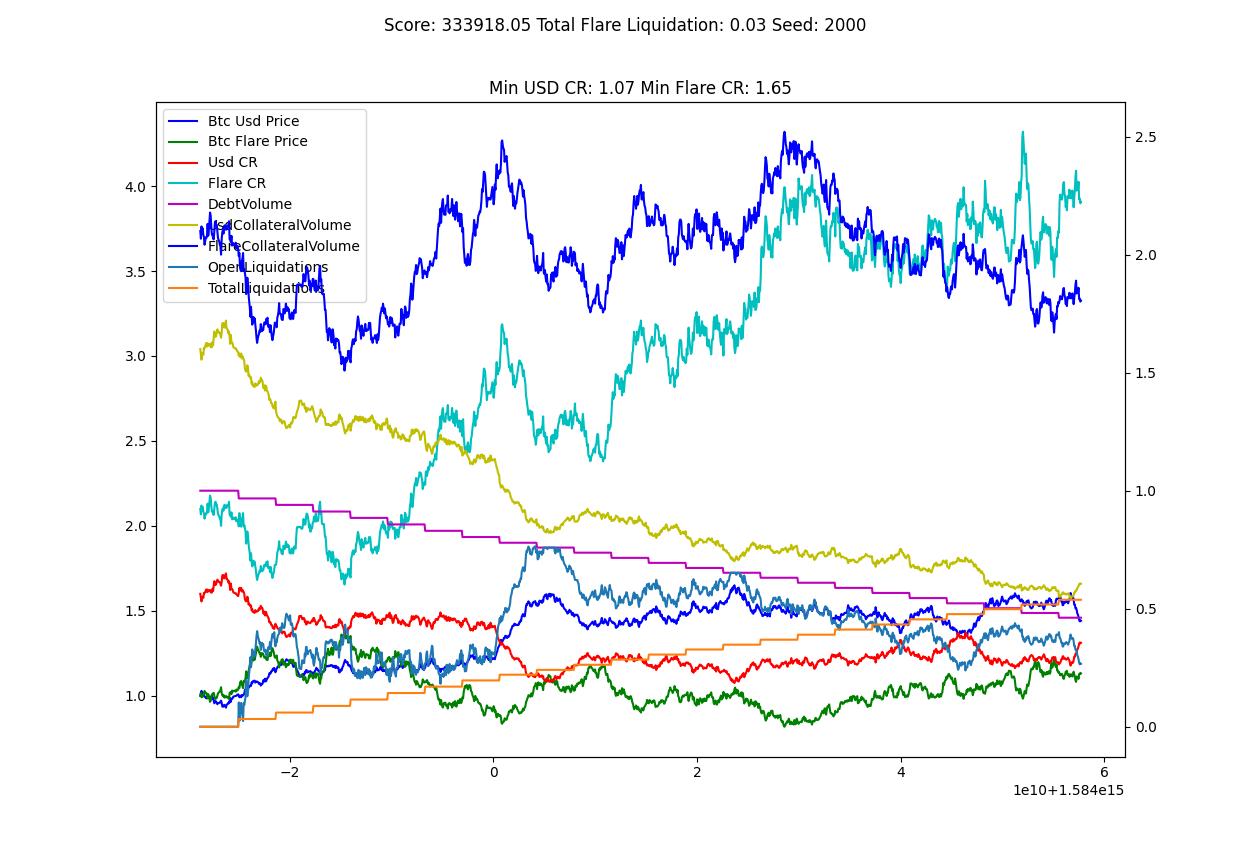 Score: 333918.05 Total Flare Liquidation: 0.03 Seed: 2000
Min USD CR: 1.07 Min Flare CR: 1.65
Btc Usd Price
Btc Flare Price
Usd CR
Flare CR
DebtVolume
UsdCollateralVolume
FlareCollateralVolume
OpenLiquidations
TotalLiquidations
4.0
3.5
3.0
2.5
2.0
1.5
1.0
2.5
2.0
1.5
1.0
0.5
0.0
−2
0
2
4
6
1e10+1.584e15